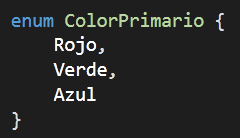 enum ColorPrimario {
    Rojo,
    Verde,
    Azul
}